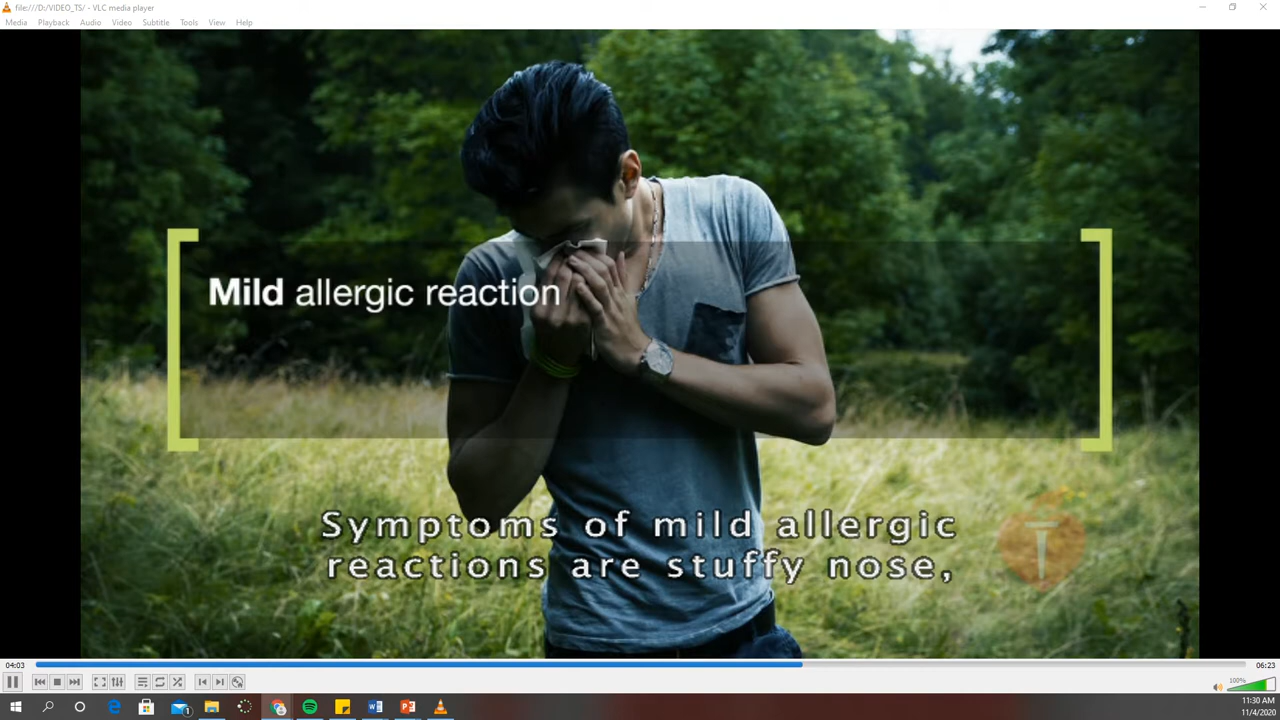 file:///D:/VIDEO_TS/ - VLC media player
Media Playback Audio Video Subtitle Tools View Help
Mild allergic reaction
Symptoms of mild allergic
reactions are stuffy nose,
04:03
06:23
100%
11:30 AM
11/4/2020